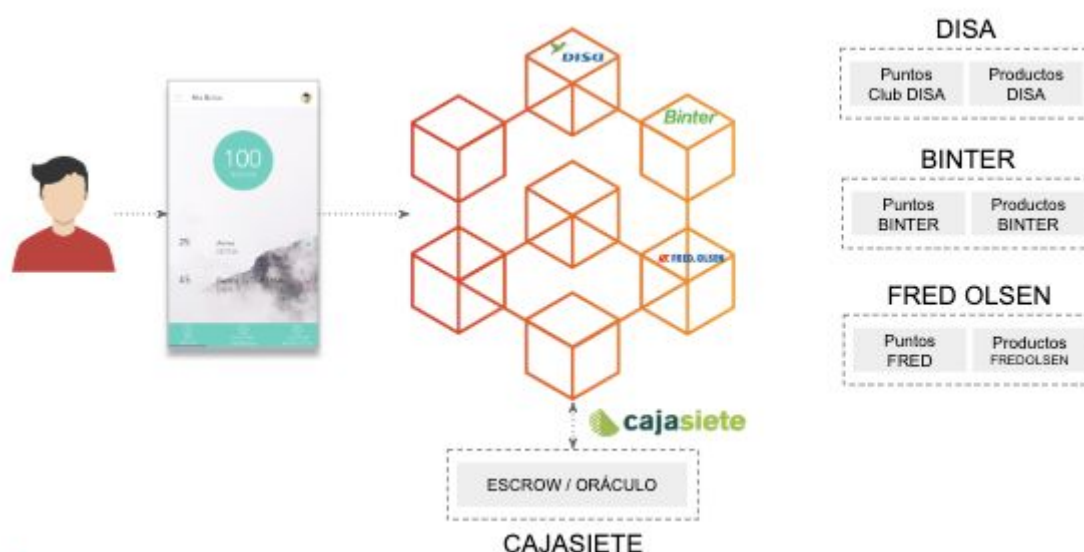 100
DISA
Binter
FRED. OLSEN
cajasiete
ESCROW / ORÁCULO
CAJASIETE
DISA
Puntos
Club DISA
Productos
DISA
BINTER
Puntos
BINTER
Productos
BINTER
FRED OLSEN
Puntos
FRED
Productos
FREDOLSEN